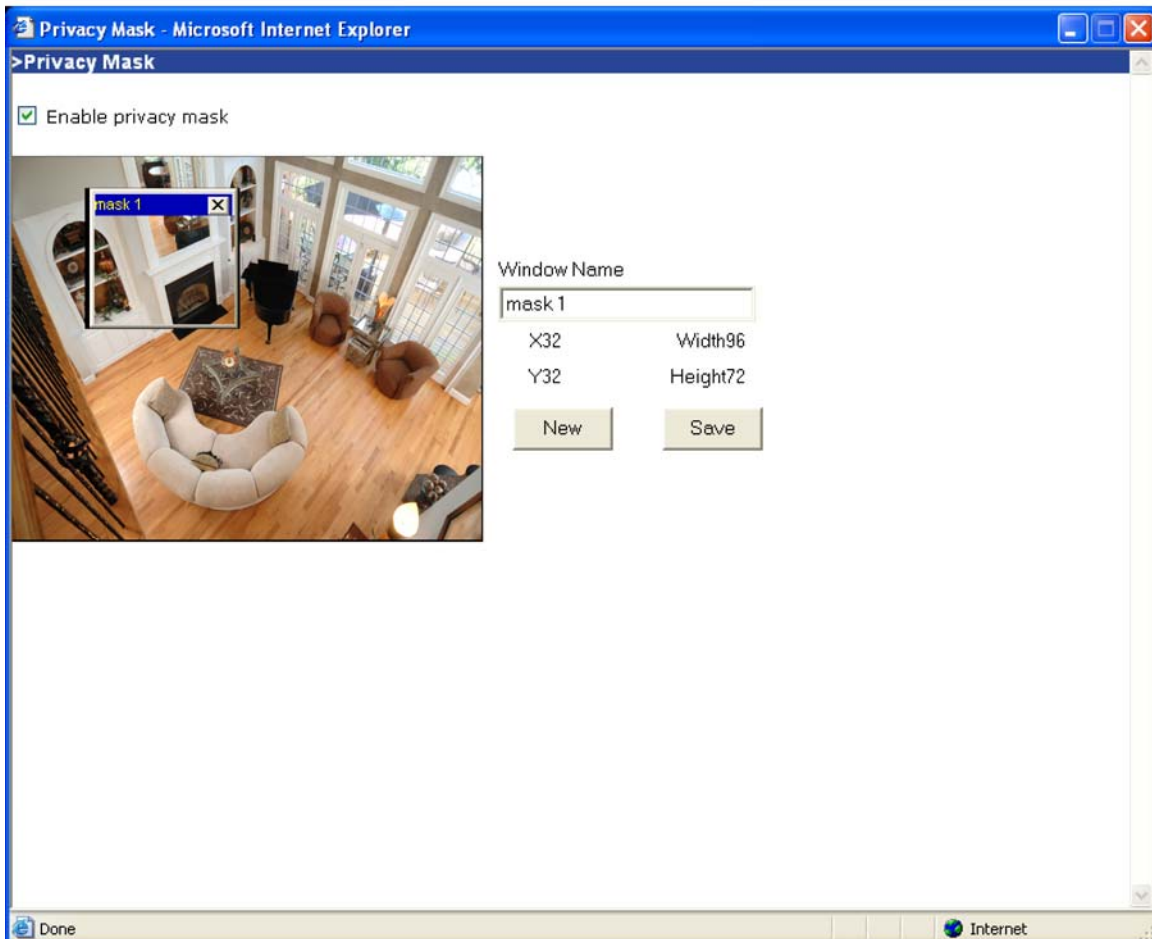 Privacy Mask - Microsoft Internet Explorer
>Privacy Mask
Enable privacy mask
mask 1
Window Name
mask 1
X32 Width96
Y32 Height72
New Save
Done Internet